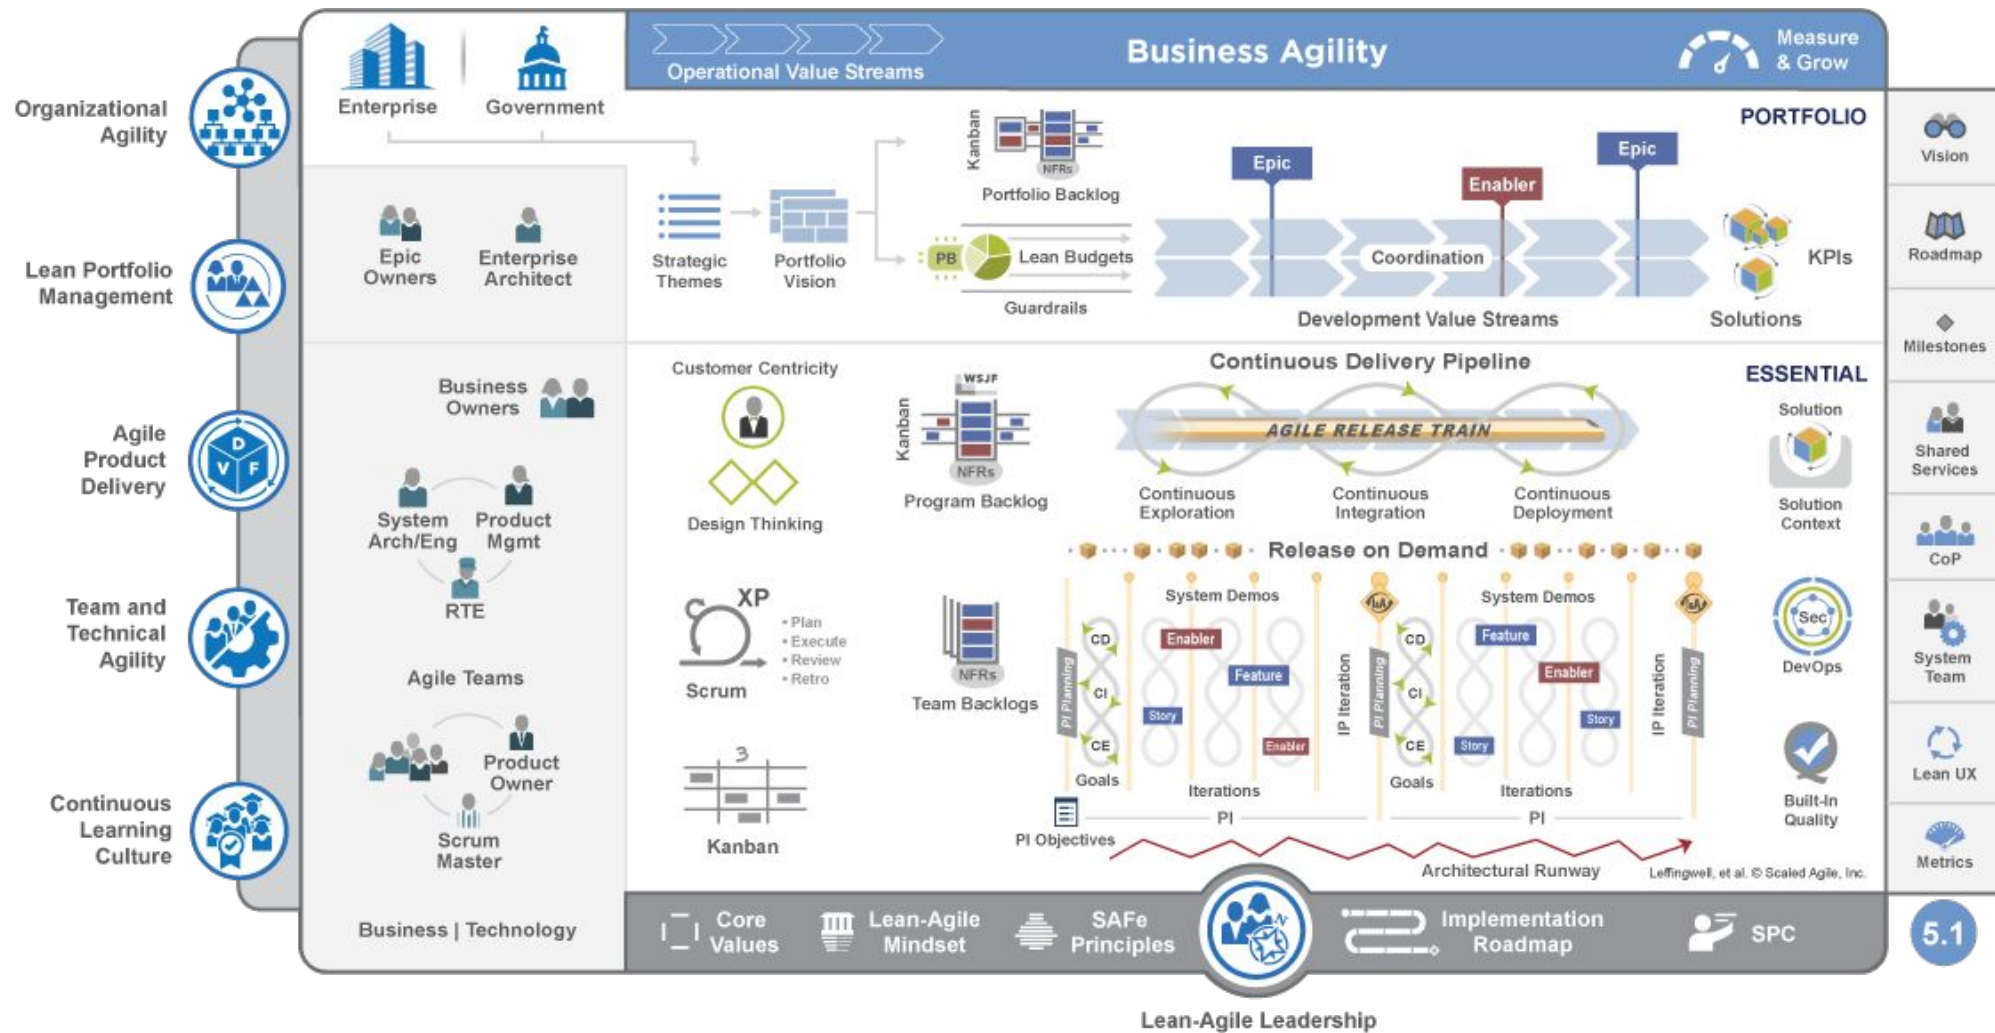 Operational Value Streams
Business Agility
Measure
& Grow
Enterprise
Government
Organizational
Agility
Lean Portfolio
Management
Agile
Product
Delivery
D
V
F
Team and
Technical
Agility
Continuous
Learning
Culture
PORTFOLIO
Epic
Owners
Enterprise
Architect
Strategic
Themes
Portfolio
Vision
Kanban
NFRs
Portfolio Backlog
PB
Lean Budgets
Guardrails
Epic
Enabler
Epic
Coordination
Development Value Streams
KPIs
Solutions
Business
Owners
System
Arch/Eng
Product
Mgmt
RTE
Agile Teams
Product
Owner
Scrum
Master
Business | Technology
Customer Centricity
Design Thinking
XP
• Plan
• Execute
• Review
• Retro
Scrum
3
Kanban
WSJF
Kanban
NFRs
Program Backlog
NFRs
Team Backlogs
Continuous Delivery Pipeline
AGILE RELEASE TRAIN
Continuous
Exploration
Continuous
Integration
Continuous
Deployment
Release on Demand
System Demos
System Demos
PI Planning
CD
CI
CE
Goals
Enabler
Feature
Story
Enabler
Iterations
IP Iteration
I&A
PI Planning
CD
CI
CE
Goals
Feature
Enabler
Story
Story
Iterations
IP Iteration
I&A
PI Planning
PI Objectives
PI
PI
Architectural Runway
Leffingwell, et al. © Scaled Agile, Inc.
ESSENTIAL
Solution
Solution
Context
Sec
DevOps
Built-In
Quality
Vision
Roadmap
Milestones
Shared
Services
CoP
System
Team
Lean UX
Metrics
5.1
Core
Values
Lean-Agile
Mindset
SAFe
Principles
N
Implementation
Roadmap
SPC
Lean-Agile Leadership